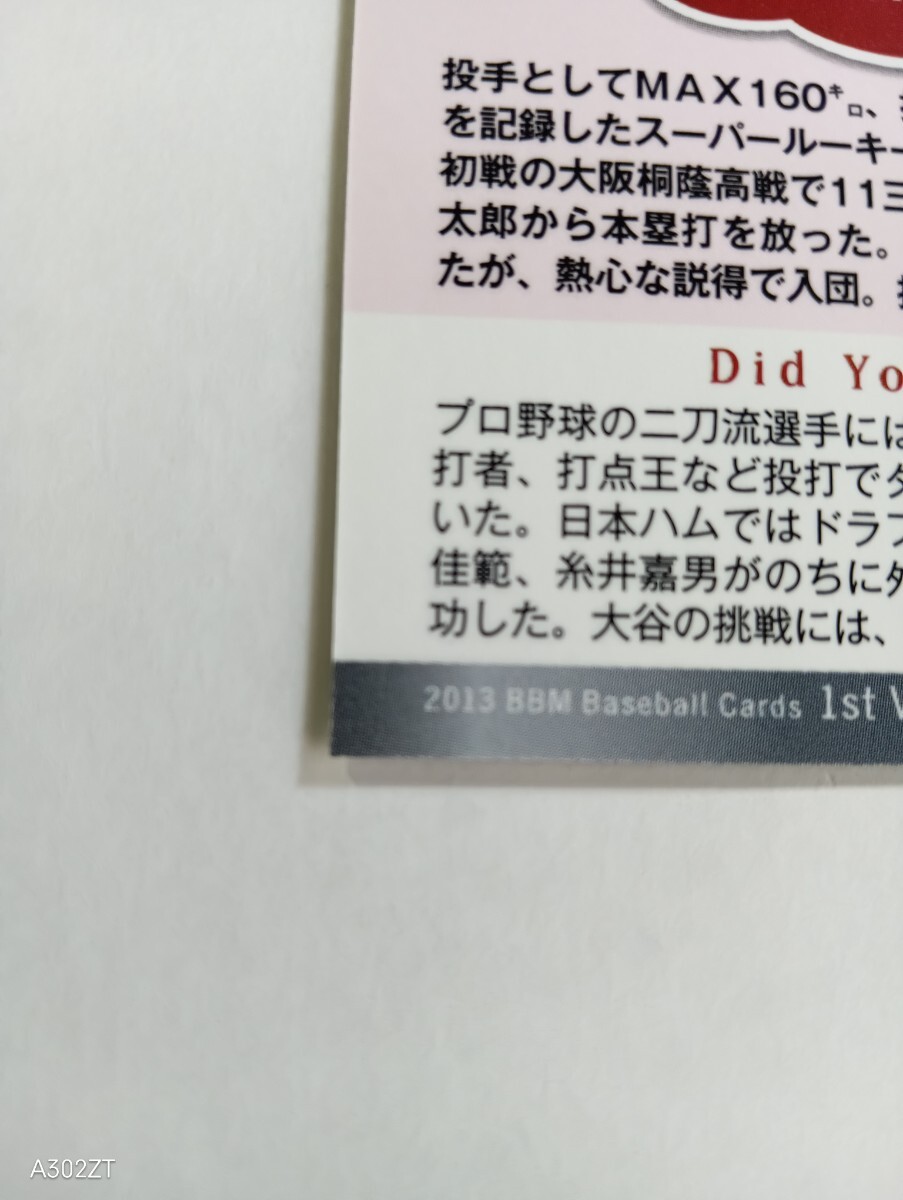 投手としてMAX160㌔、
を記録したスーパールーキー
初戦の大阪桐蔭高戦で11三
太郎から本塁打を放った。
たが、熱心な説得で入団。
Did Yo
プロ野球の二刀流選手には
打者、打点王など投打でタ
いた。日本ハムではドラフ
佳範、糸井嘉男がのちに外
功した。大谷の挑戦には、
2013 BBM Baseball Cards 1st V
A302ZT